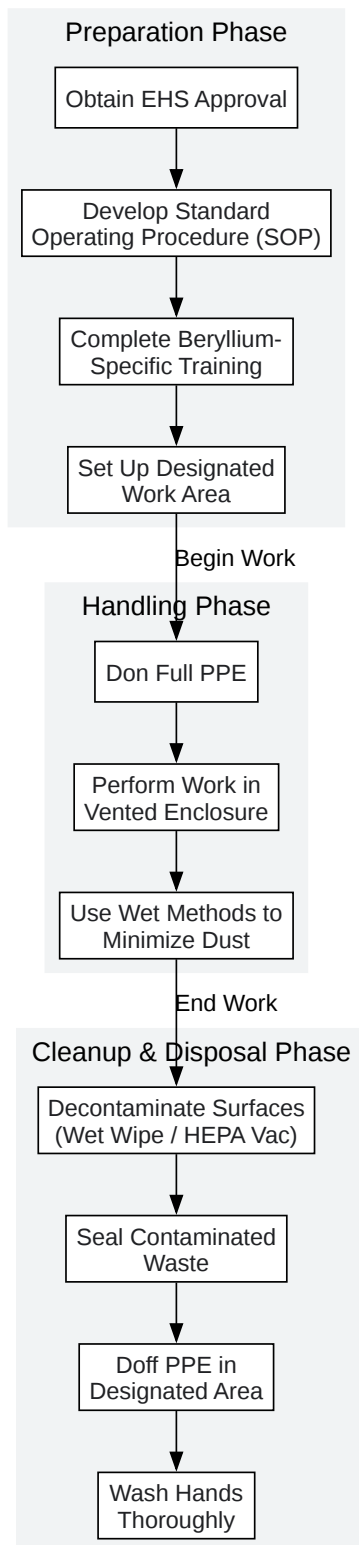 Preparation Phase
Obtain EHS Approval
Develop Standard
Operating Procedure (SOP)
Complete Beryllium-
Specific Training
Set Up Designated
Work Area
Begin Work
Handling Phase
Don Full PPE
Perform Work in
Vented Enclosure
Use Wet Methods to
Minimize Dust
End Work
Cleanup & Disposal Phase
Decontaminate Surfaces
(Wet Wipe / HEPA Vac)
Seal Contaminated
Waste
Doff PPE in
Designated Area
Wash Hands
Thoroughly